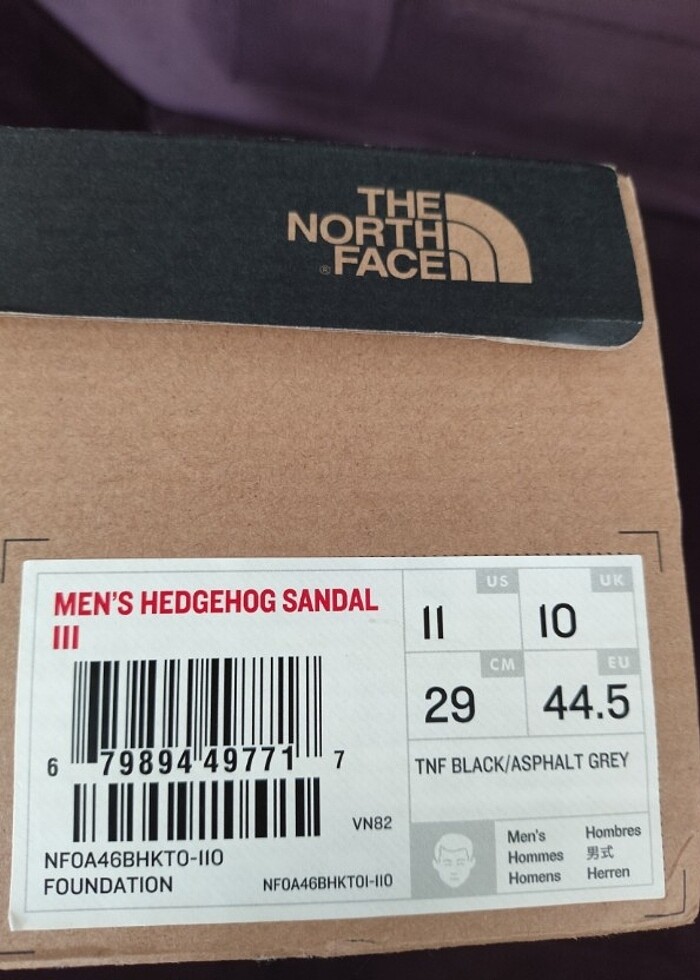 THE
NORTH
® FACE
MEN'S HEDGEHOG SANDAL
III
US
11
UK
10
CM
29
EU
44.5
TNF BLACK/ASPHALT GREY
6 79894 49771 7
VN82
NF0A46BHKT0-110
FOUNDATION
NF0A46BHKT01-110
Men's Hombres
Hommes 男式
Homens Herren